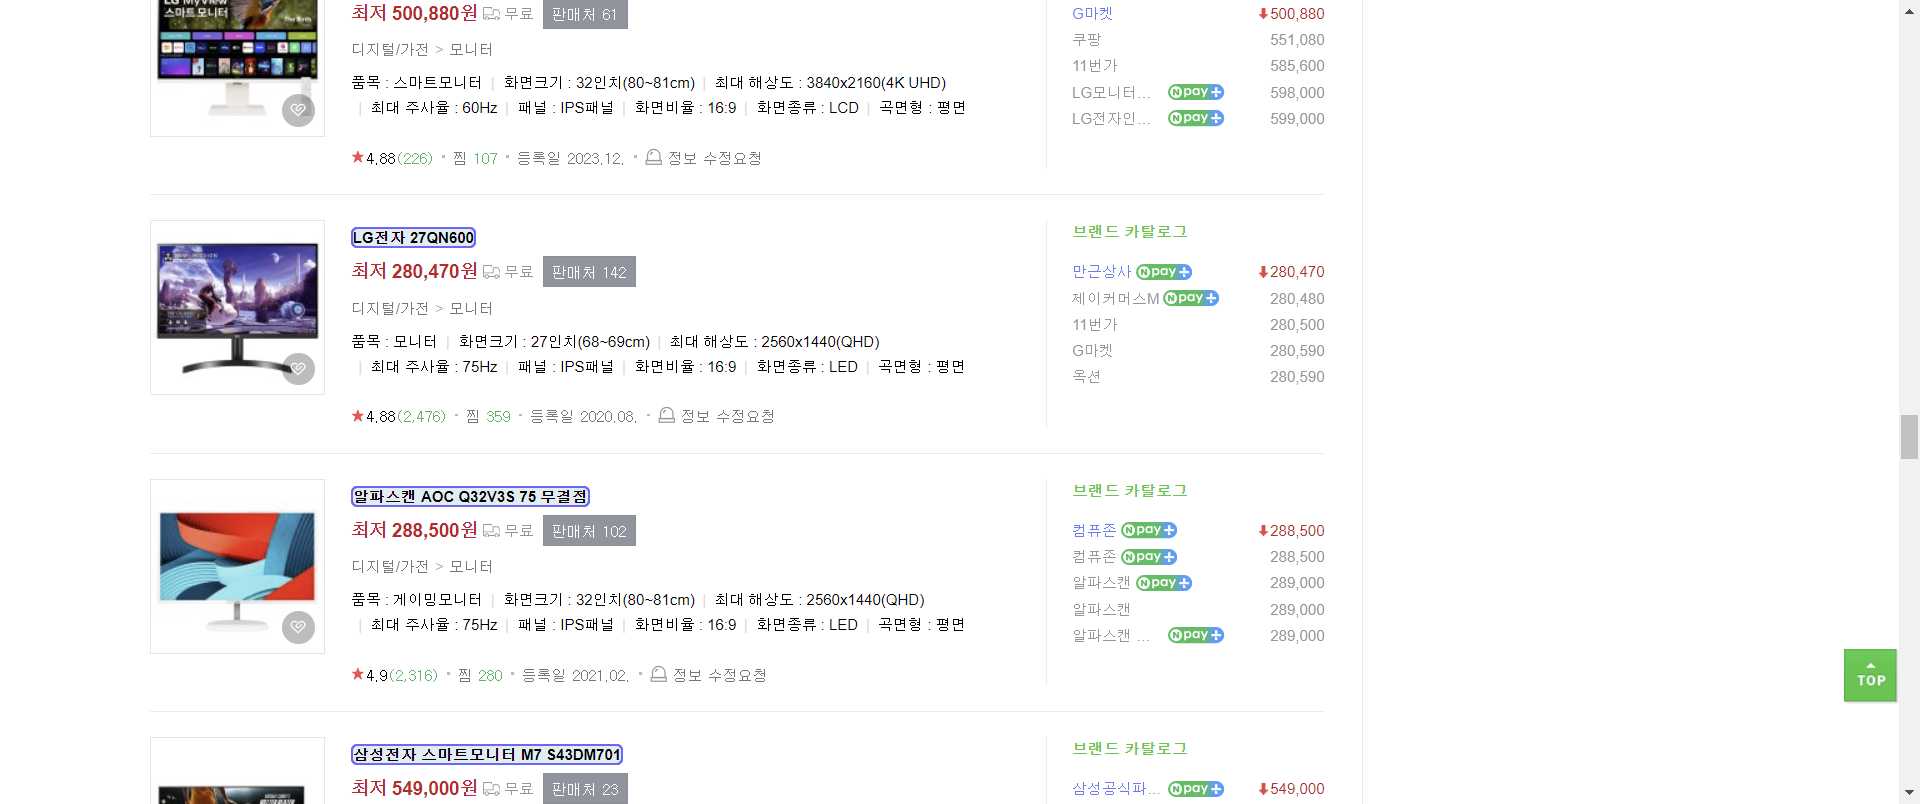 LG MyView
스마트모니터
최저 500,880원 무료 판매처 61
디지털/가전 > 모니터
품목 : 스마트모니터 | 화면크기 : 32인치(80~81cm) | 최대 해상도 : 3840x2160(4K UHD)
| 최대 주사율 : 60Hz | 패널 : IPS패널 | 화면비율 : 16:9 | 화면종류 : LCD | 곡면형 : 평면
★4.88(226) · 찜 107 · 등록일 2023.12. · 정보 수정요청
G마켓 500,880
쿠팡 551,080
11번가 585,600
LG모니터... N pay+ 598,000
LG전자인... N pay+ 599,000
LG전자 27QN600
최저 280,470원 무료 판매처 142
디지털/가전 > 모니터
품목 : 모니터 | 화면크기 : 27인치(68~69cm) | 최대 해상도 : 2560x1440(QHD)
| 최대 주사율 : 75Hz | 패널 : IPS패널 | 화면비율 : 16:9 | 화면종류 : LED | 곡면형 : 평면
★4.88(2,476) · 찜 359 · 등록일 2020.08. · 정보 수정요청
브랜드 카탈로그
만근상사 N pay+ 280,470
제이커머스M N pay+ 280,480
11번가 280,500
G마켓 280,590
옥션 280,590
알파스캔 AOC Q32V3S 75 무결점
최저 288,500원 무료 판매처 102
디지털/가전 > 모니터
품목 : 게이밍모니터 | 화면크기 : 32인치(80~81cm) | 최대 해상도 : 2560x1440(QHD)
| 최대 주사율 : 75Hz | 패널 : IPS패널 | 화면비율 : 16:9 | 화면종류 : LED | 곡면형 : 평면
★4.9(2,316) · 찜 280 · 등록일 2021.02. · 정보 수정요청
브랜드 카탈로그
컴퓨존 N pay+ 288,500
컴퓨존 N pay+ 288,500
알파스캔 N pay+ 289,000
알파스캔 289,000
알파스캔 ... N pay+ 289,000
TOP
삼성전자 스마트모니터 M7 S43DM701
최저 549,000원 무료 판매처 23
브랜드 카탈로그
삼성공식파... N pay+ 549,000